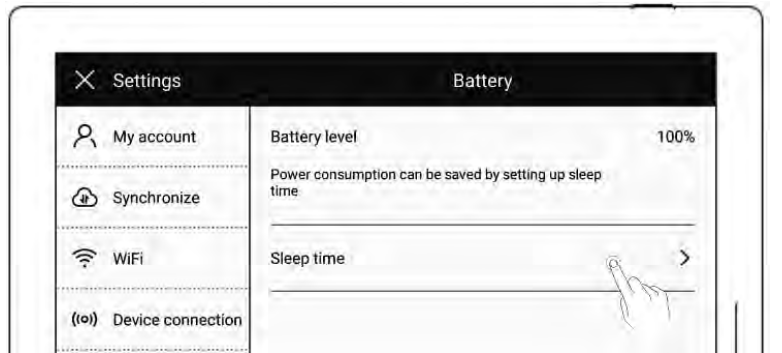 Settings
Battery
My account
Battery level 100%
Power consumption can be saved by setting up sleep
time
Synchronize
WiFi
Sleep time
Device connection